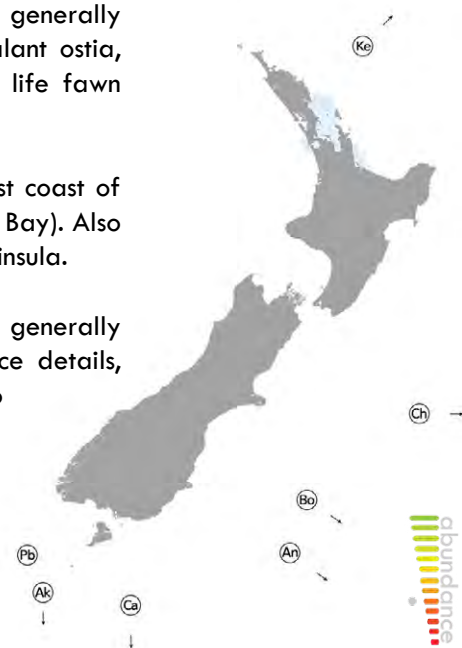 generally
lant ostia,
life fawn
st coast of
Bay). Also
insula.
generally
ce details,
Ke
Ch
Bo
An
Pb
Ak
Ca
abundance